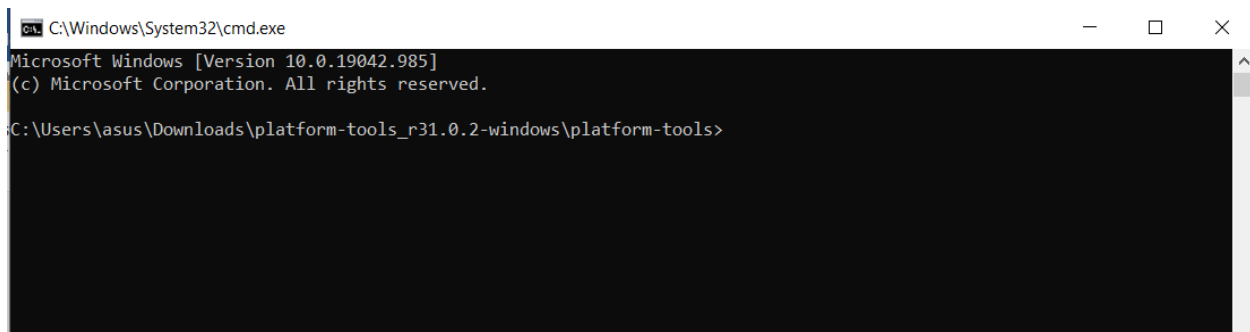 C:\Windows\System32\cmd.exe
Microsoft Windows [Version 10.0.19042.985]
(c) Microsoft Corporation. All rights reserved.
C:\Users\asus\Downloads\platform-tools_r31.0.2-windows\platform-tools>